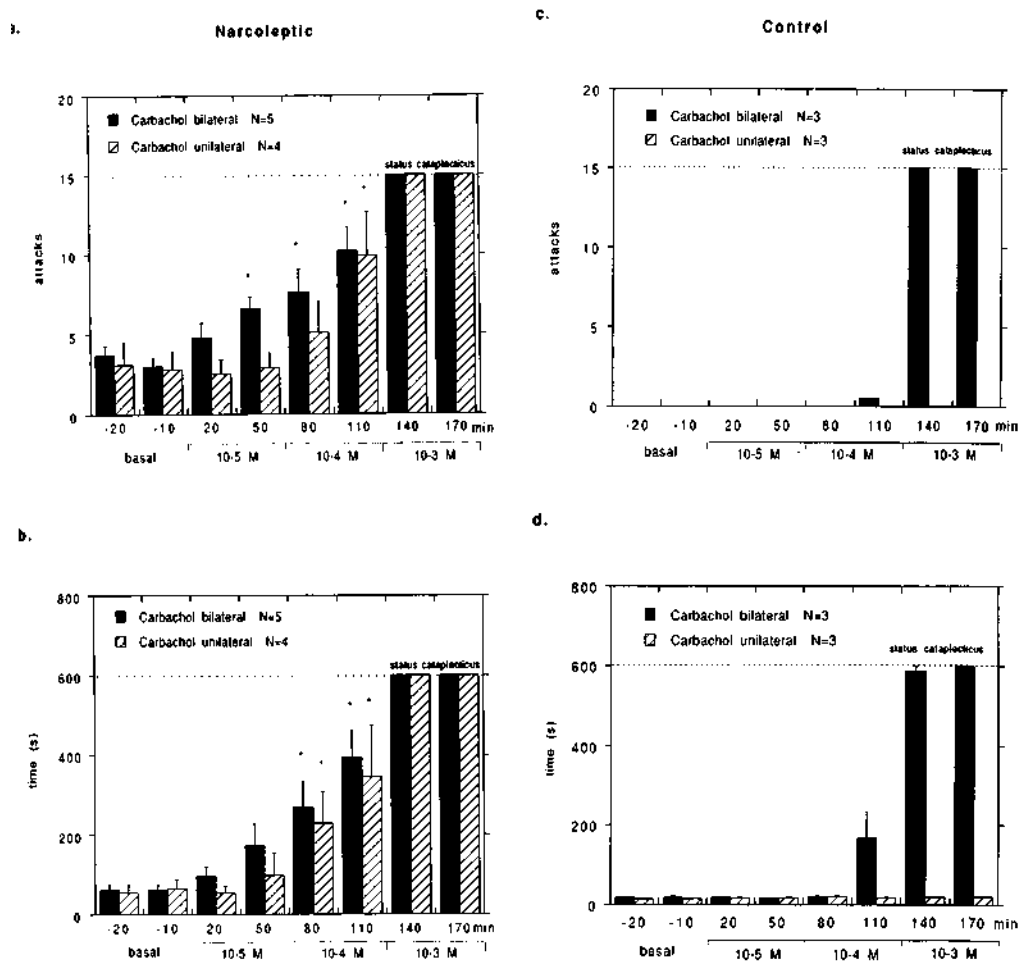 a.
Narcoleptic
20
15
10
5
0
attacks
Carbachol bilateral N=5
Carbachol unilateral N=4
status cataplecticus
* * * *
-20 -10 20 50 80 110 140 170 min
basal 10-5 M 10-4 M 10-3 M
c.
Control
20
15
10
5
0
attacks
Carbachol bilateral N=3
Carbachol unilateral N=3
status cataplecticus
-20 -10 20 50 80 110 140 170 min
basal 10-5 M 10-4 M 10-3 M
b.
800
600
400
200
0
time (s)
Carbachol bilateral N=5
Carbachol unilateral N=4
status cataplecticus
* * * *
-20 -10 20 50 80 110 140 170 min
basal 10-5 M 10-4 M 10-3 M
d.
800
600
400
200
0
time (s)
Carbachol bilateral N=3
Carbachol unilateral N=3
status cataplecticus
-20 -10 20 50 80 110 140 170 min
basal 10-5 M 10-4 M 10-3 M